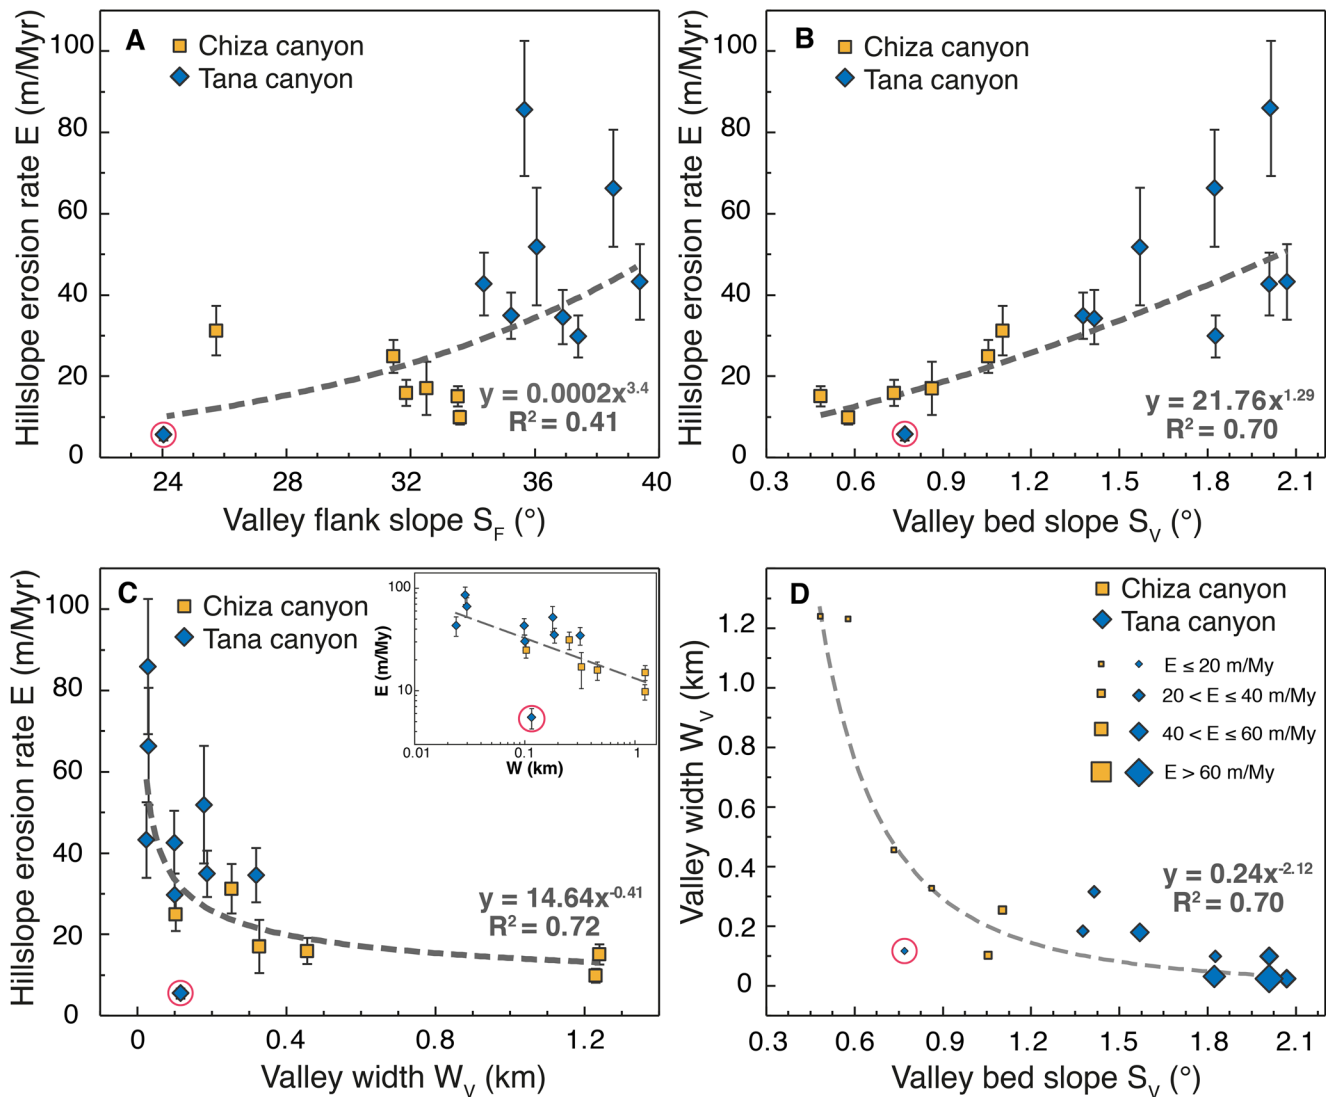 A
Chiza canyon
Tana canyon
Hillslope erosion rate E (m/Myr)
100
80
60
40
20
0
y = 0.0002x^3.4
R² = 0.41
24 28 32 36 40
Valley flank slope S_F (°)
B
Chiza canyon
Tana canyon
Hillslope erosion rate E (m/Myr)
100
80
60
40
20
0
y = 21.76x^1.29
R² = 0.70
0.3 0.6 0.9 1.2 1.5 1.8 2.1
Valley bed slope S_V (°)
C
Chiza canyon
Tana canyon
Hillslope erosion rate E (m/Myr)
100
80
60
40
20
0
E (m/My)
100
10
0.01 0.1 1
W (km)
y = 14.64x^-0.41
R² = 0.72
0 0.4 0.8 1.2
Valley width W_V (km)
D
Chiza canyon
Tana canyon
E ≤ 20 m/My
20 < E ≤ 40 m/My
40 < E ≤ 60 m/My
E > 60 m/My
Valley width W_V (km)
1.2
1.0
0.8
0.6
0.4
0.2
0
y = 0.24x^-2.12
R² = 0.70
0.3 0.6 0.9 1.2 1.5 1.8 2.1
Valley bed slope S_V (°)